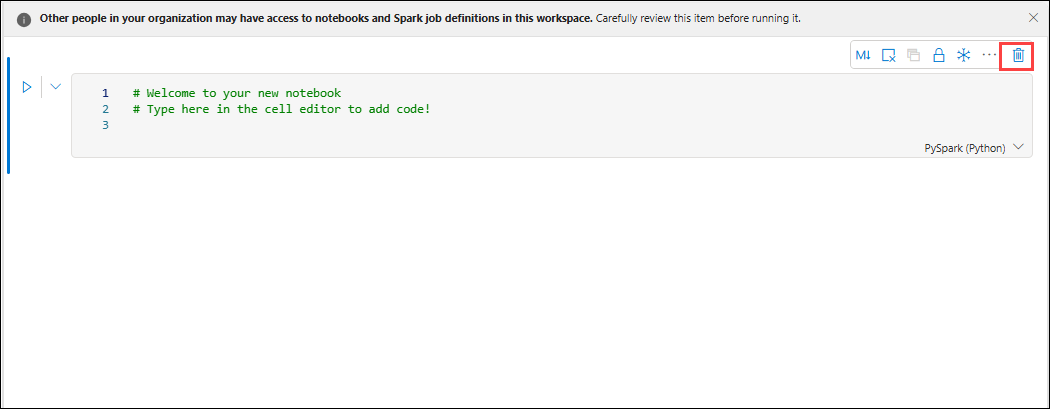 Other people in your organization may have access to notebooks and Spark job definitions in this workspace. Carefully review this item before running it.
M↓
1 # Welcome to your new notebook
2 # Type here in the cell editor to add code!
3
PySpark (Python)